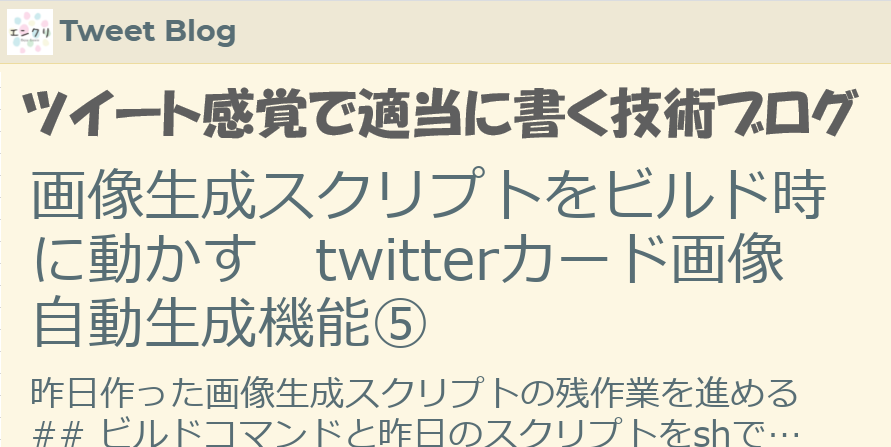 エンクリ
Tweet Blog
ツイート感覚で適当に書く技術ブログ
画像生成スクリプトをビルド時
に動かす　twitterカード画像
自動生成機能⑤
昨日作った画像生成スクリプトの残作業を進める
## ビルドコマンドと昨日のスクリプトをshで…